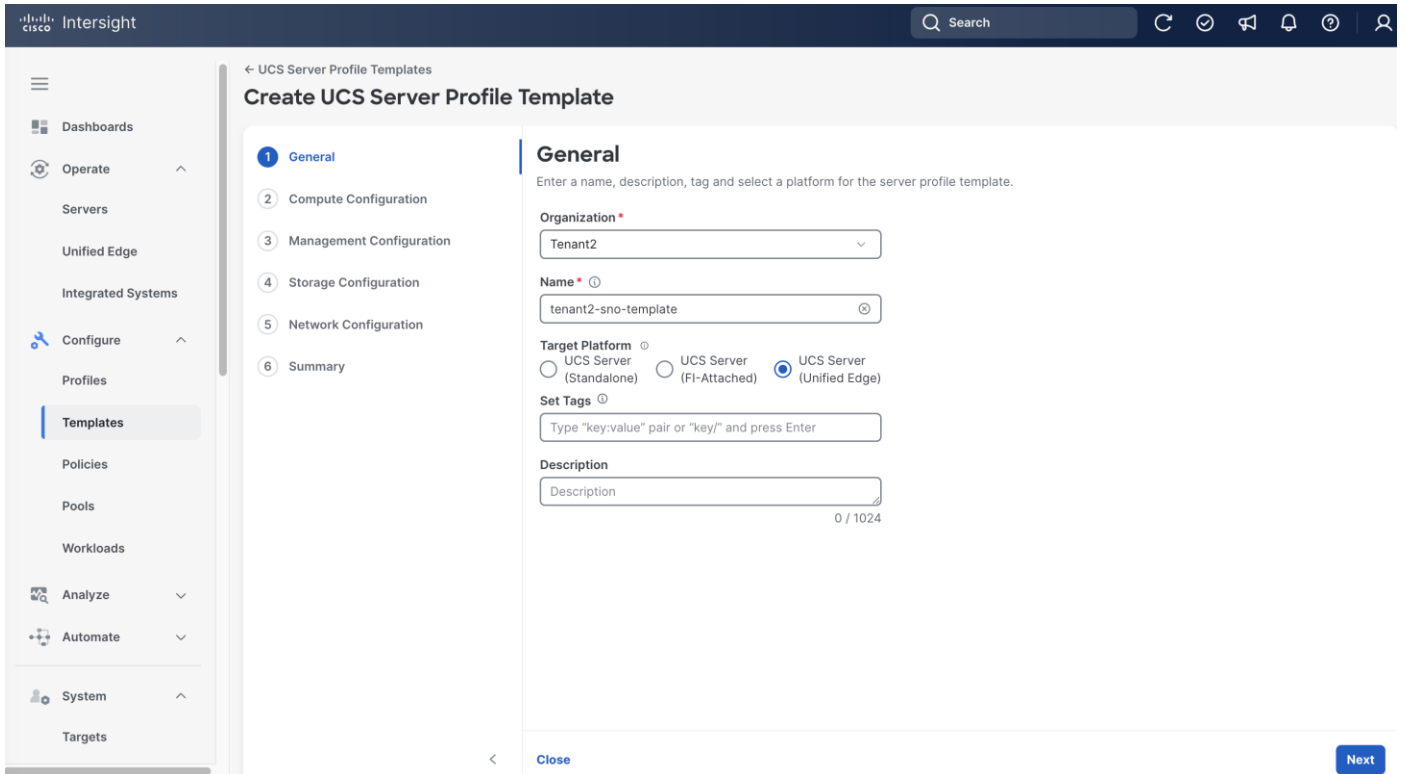 cisco Intersight
Search
← UCS Server Profile Templates
Create UCS Server Profile Template
Dashboards
Operate
Servers
Unified Edge
Integrated Systems
Configure
Profiles
Templates
Policies
Pools
Workloads
Analyze
Automate
System
Targets
1 General
2 Compute Configuration
3 Management Configuration
4 Storage Configuration
5 Network Configuration
6 Summary
General
Enter a name, description, tag and select a platform for the server profile template.
Organization *
Tenant2
Name *
tenant2-sno-template
Target Platform
UCS Server (Standalone)
UCS Server (FI-Attached)
UCS Server (Unified Edge)
Set Tags
Type “key:value” pair or “key/” and press Enter
Description
Description
0 / 1024
Close
Next